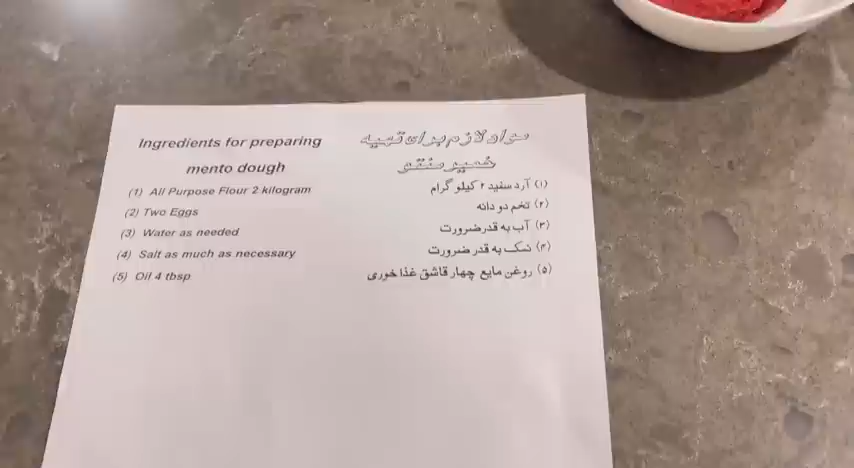 Ingredients for preparing
mento dough
(1) All Purpose Flour 2 kilogram
(2) Two Eggs
(3) Water as needed
(4) Salt as much as necessary
(5) Oil 4 tbsp
مواد لازم برای تهیه
خمیر منتو
(۱) آرد سفید ۲ کیلو گرام
(۲) تخم دو دانه
(۳) آب به قدر ضرورت
(۴) نمک به قدر ضرورت
(۵) روغن مایع چهار قاشق غذا خوری